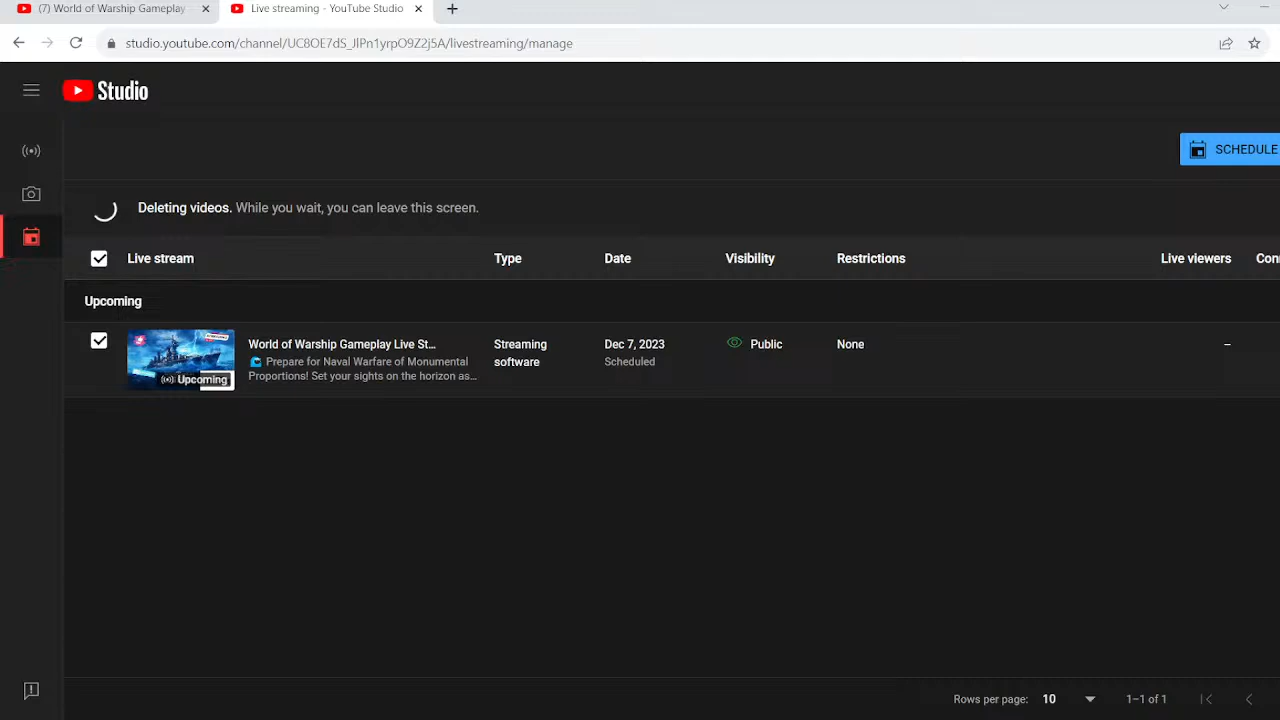 (7) World of Warship Gameplay
Live streaming - YouTube Studio
studio.youtube.com/channel/UC8OE7dS_JlPn1yrpO9Z2j5A/livestreaming/manage
Studio
SCHEDULE
Deleting videos. While you wait, you can leave this screen.
Live stream Type Date Visibility Restrictions Live viewers Con
Upcoming
World of Warship Gameplay Live St... Streaming software Dec 7, 2023 Public None –
Scheduled
Prepare for Naval Warfare of Monumental
Proportions! Set your sights on the horizon as...
Upcoming
Rows per page: 10 1–1 of 1